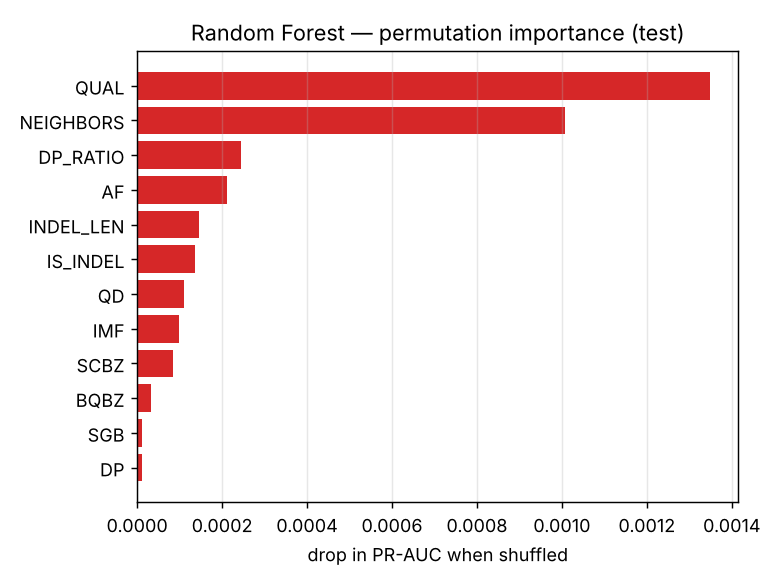 Random Forest — permutation importance (test)
QUAL
NEIGHBORS
DP_RATIO
AF
INDEL_LEN
IS_INDEL
QD
IMF
SCBZ
BQBZ
SGB
DP
0.0000 0.0002 0.0004 0.0006 0.0008 0.0010 0.0012 0.0014
drop in PR-AUC when shuffled